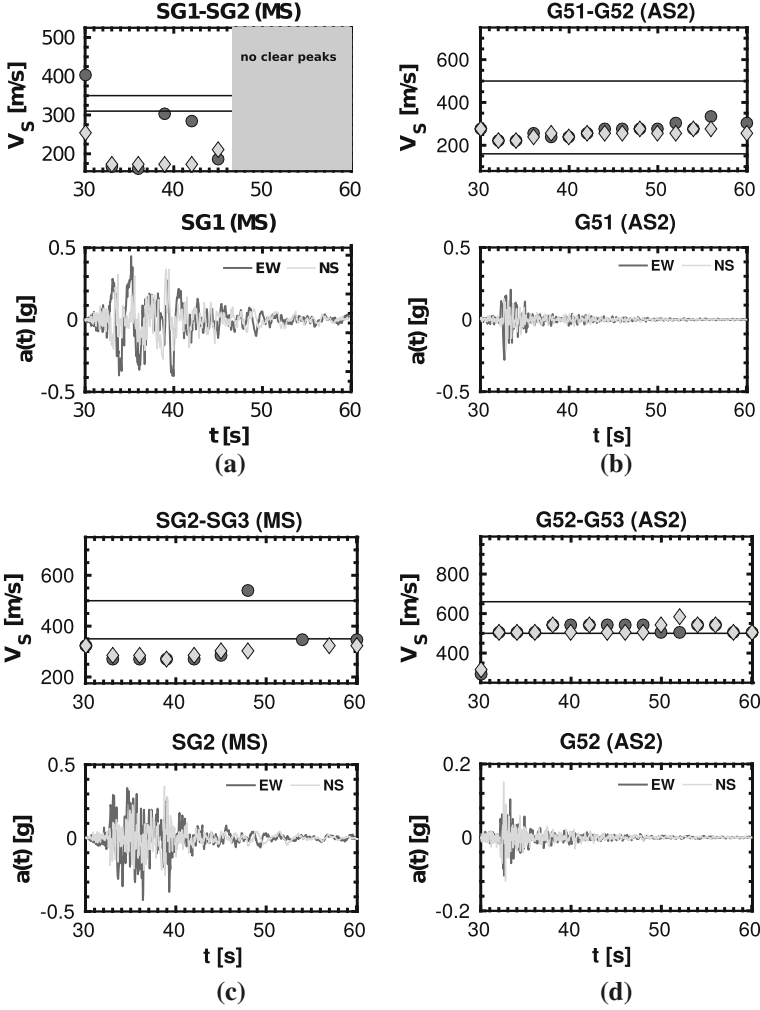 SG1-SG2 (MS)
500
400
300
200
V_S [m/s]
no clear peaks
30 40 50 60
SG1 (MS)
0.5
0
-0.5
a(t) [g]
EW NS
30 40 50 60
t [s]
(a)
G51-G52 (AS2)
600
400
200
V_S [m/s]
30 40 50 60
G51 (AS2)
0.5
0
-0.5
a(t) [g]
EW NS
30 40 50 60
t [s]
(b)
SG2-SG3 (MS)
600
400
200
V_S [m/s]
30 40 50 60
SG2 (MS)
0.5
0
-0.5
a(t) [g]
EW NS
30 40 50 60
t [s]
(c)
G52-G53 (AS2)
800
600
400
V_S [m/s]
30 40 50 60
G52 (AS2)
0.2
0
-0.2
a(t) [g]
EW NS
30 40 50 60
t [s]
(d)